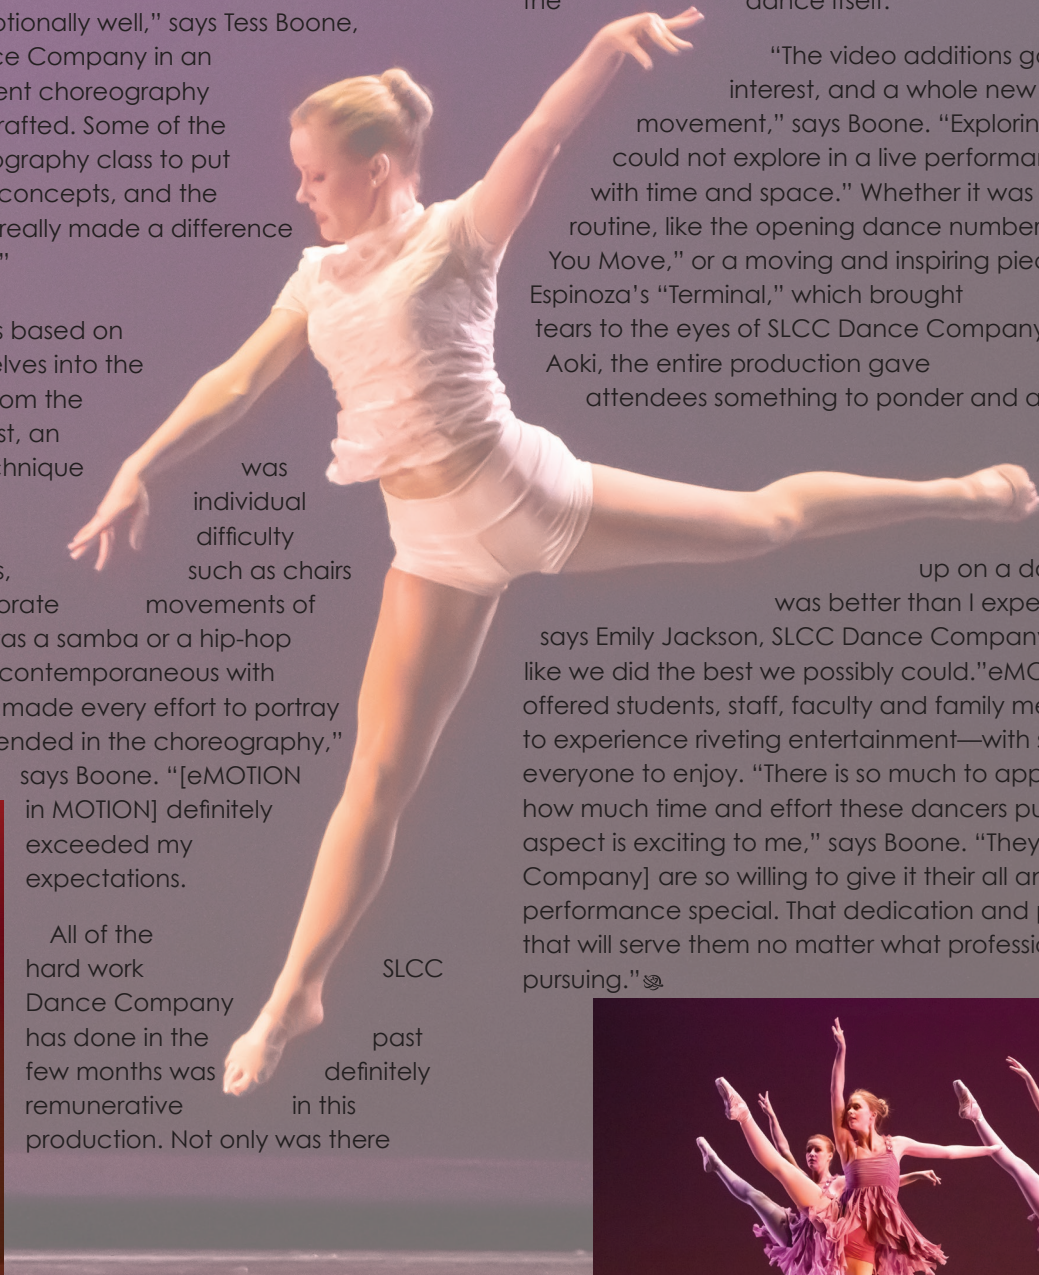 otionally well,” says Tess Boone,
ce Company in an
ent choreography
rafted. Some of the
ography class to put
concepts, and the
really made a difference
”
s based on
elves into the
om the
st, an
chnique was
individual
difficulty
s, such as chairs
orate movements of
as a samba or a hip-hop
contemporaneous with
made every effort to portray
ended in the choreography,”
says Boone. “[eMOTION
in MOTION] definitely
exceeded my
expectations.
All of the
hard work SLCC
Dance Company
has done in the past
few months was definitely
remunerative in this
production. Not only was there
the dance itself.
“The video additions ga
interest, and a whole new
movement,” says Boone. “Explorin
could not explore in a live performa
with time and space.” Whether it was
routine, like the opening dance number
You Move,” or a moving and inspiring pie
Espinoza’s “Terminal,” which brought
tears to the eyes of SLCC Dance Company
Aoki, the entire production gave
attendees something to ponder and a
up on a da
was better than I expe
says Emily Jackson, SLCC Dance Company
like we did the best we possibly could.”eMO
offered students, staff, faculty and family me
to experience riveting entertainment—with s
everyone to enjoy. “There is so much to app
how much time and effort these dancers pu
aspect is exciting to me,” says Boone. “They
Company] are so willing to give it their all an
performance special. That dedication and p
that will serve them no matter what professio
pursuing.”